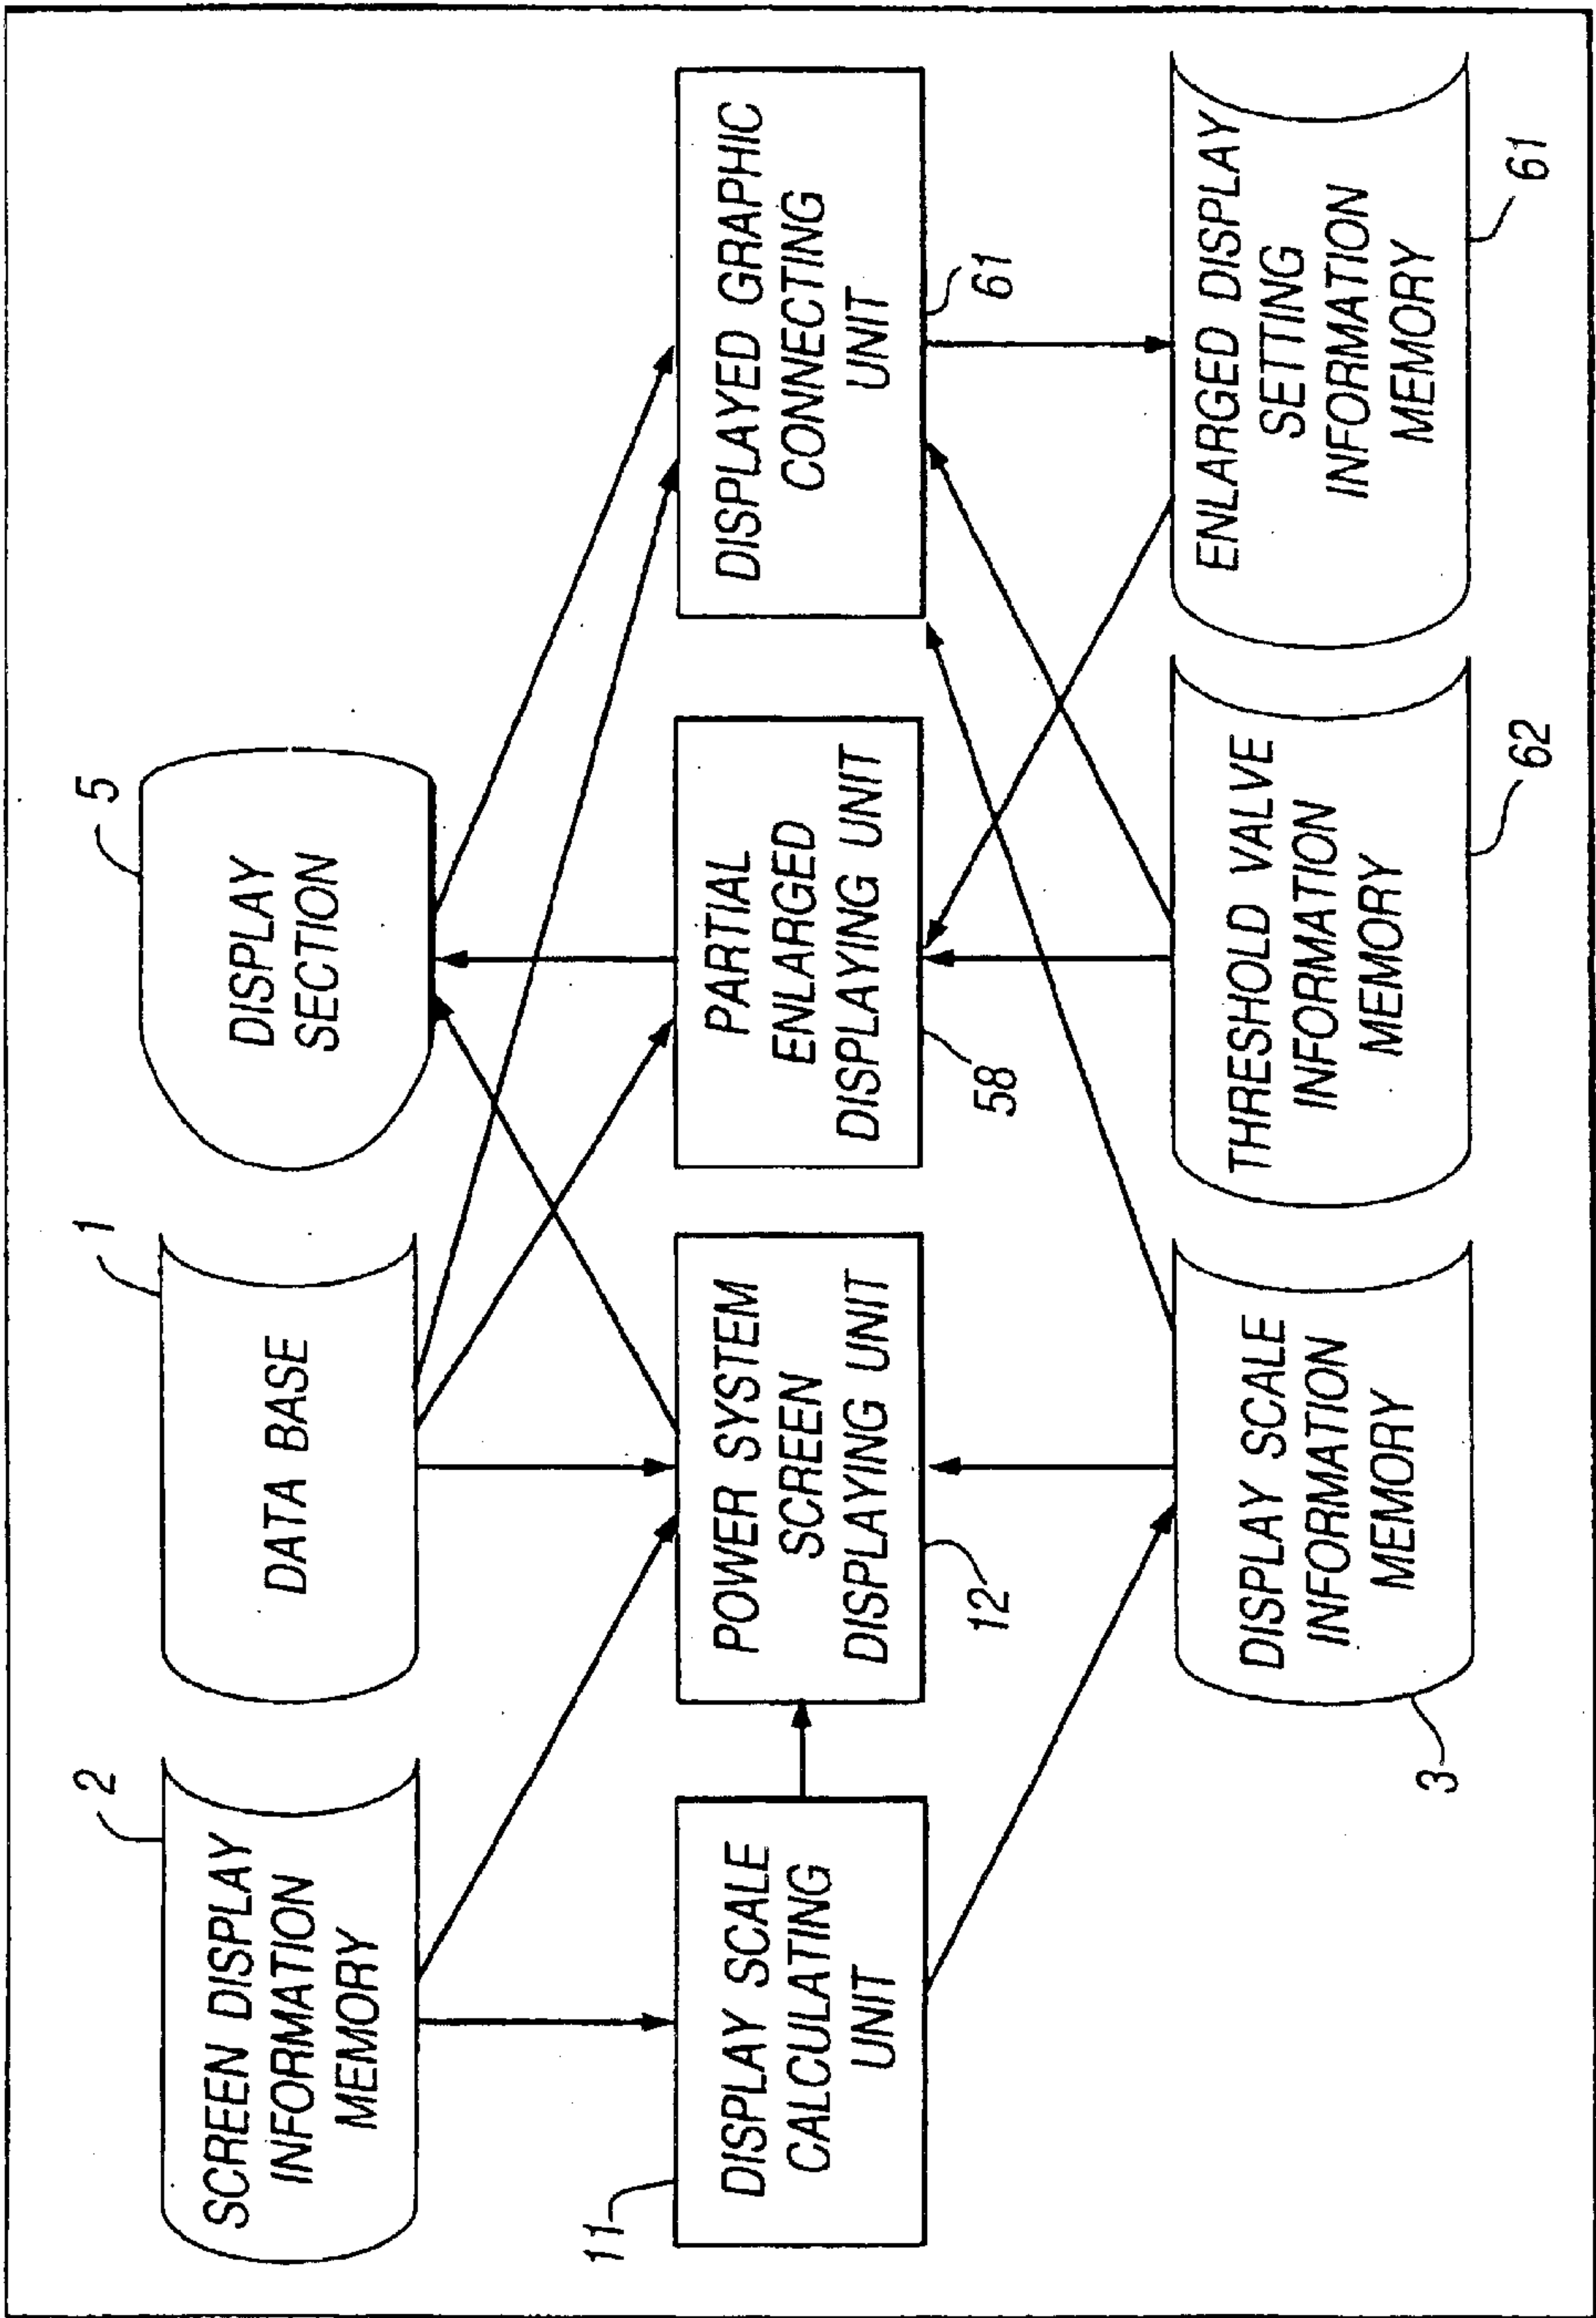 2
SCREEN DISPLAY
INFORMATION
MEMORY
1
DATA BASE
5
DISPLAY
SECTION
11
DISPLAY SCALE
CALCULATING
UNIT
POWER SYSTEM
SCREEN
DISPLAYING UNIT
12
PARTIAL
ENLARGED
DISPLAYING UNIT
58
DISPLAYED GRAPHIC
CONNECTING
UNIT
61
DISPLAY SCALE
INFORMATION
MEMORY
3
THRESHOLD VALVE
INFORMATION
MEMORY
62
ENLARGED DISPLAY
SETTING
INFORMATION
MEMORY
61